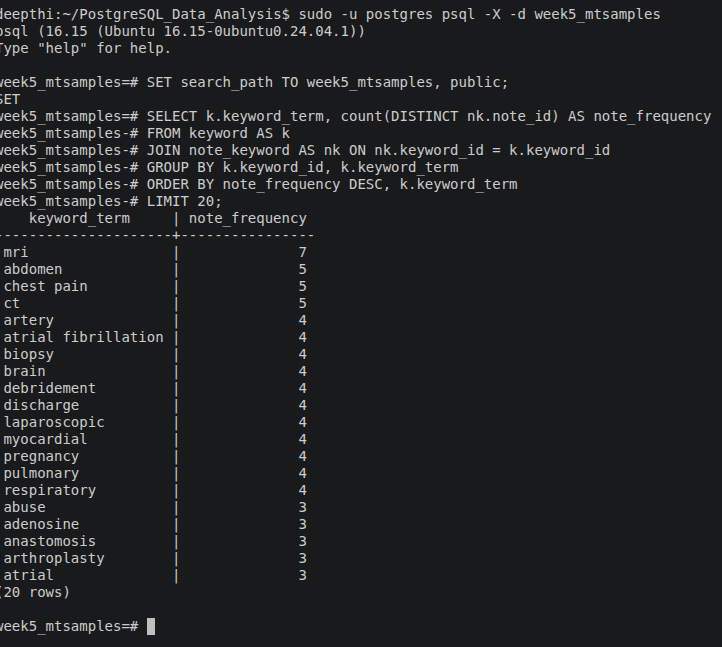 deepthi:~/PostgreSQL_Data_Analysis$ sudo -u postgres psql -X -d week5_mtsamples
psql (16.15 (Ubuntu 16.15-0ubuntu0.24.04.1))
Type "help" for help.

week5_mtsamples=# SET search_path TO week5_mtsamples, public;
SET
week5_mtsamples=# SELECT k.keyword_term, count(DISTINCT nk.note_id) AS note_frequency
week5_mtsamples-# FROM keyword AS k
week5_mtsamples-# JOIN note_keyword AS nk ON nk.keyword_id = k.keyword_id
week5_mtsamples-# GROUP BY k.keyword_id, k.keyword_term
week5_mtsamples-# ORDER BY note_frequency DESC, k.keyword_term
week5_mtsamples-# LIMIT 20;
    keyword_term     | note_frequency
---------------------+----------------
 mri                 |              7
 abdomen             |              5
 chest pain          |              5
 ct                  |              5
 artery              |              4
 atrial fibrillation |              4
 biopsy              |              4
 brain               |              4
 debridement         |              4
 discharge           |              4
 laparoscopic        |              4
 myocardial          |              4
 pregnancy           |              4
 pulmonary           |              4
 respiratory         |              4
 abuse               |              3
 adenosine           |              3
 anastomosis         |              3
 arthroplasty        |              3
 atrial              |              3
(20 rows)

week5_mtsamples=#